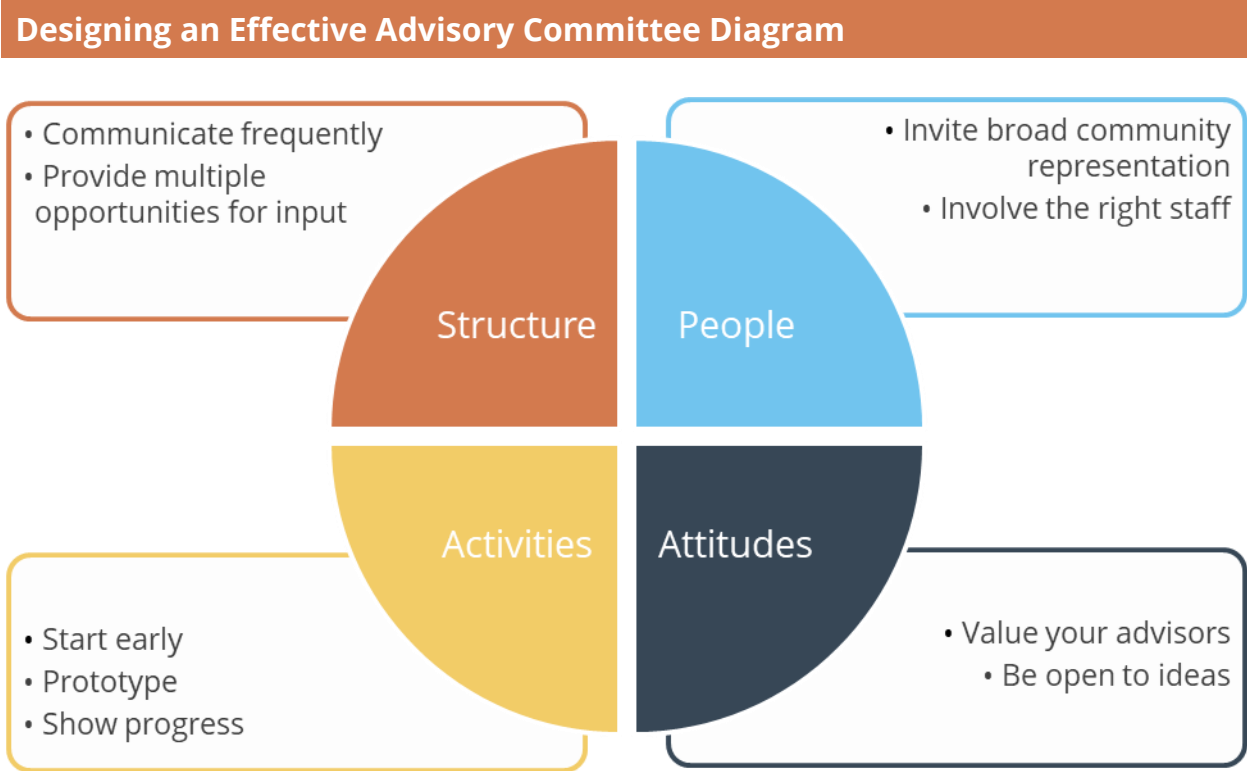 Designing an Effective Advisory Committee Diagram
• Communicate frequently
• Provide multiple
opportunities for input
• Invite broad community
representation
• Involve the right staff
Structure
People
Activities
Attitudes
• Start early
• Prototype
• Show progress
• Value your advisors
• Be open to ideas